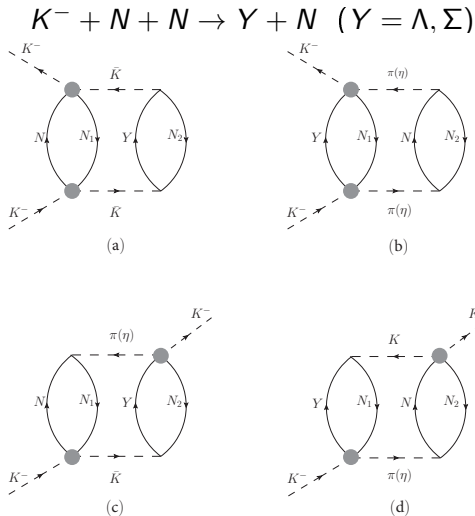 K⁻ + N + N → Y + N (Y = Λ, Σ)
K⁻ K̄
N N₁ Y N₂
K⁻ K̄
(a)
K⁻ π(η)
Y N₁ N N₂
K⁻ π(η)
(b)
π(η) K⁻
N N₁ Y N₂
K⁻ K̄
(c)
K K
Y N₁ N N₂
K⁻ π(η)
(d)